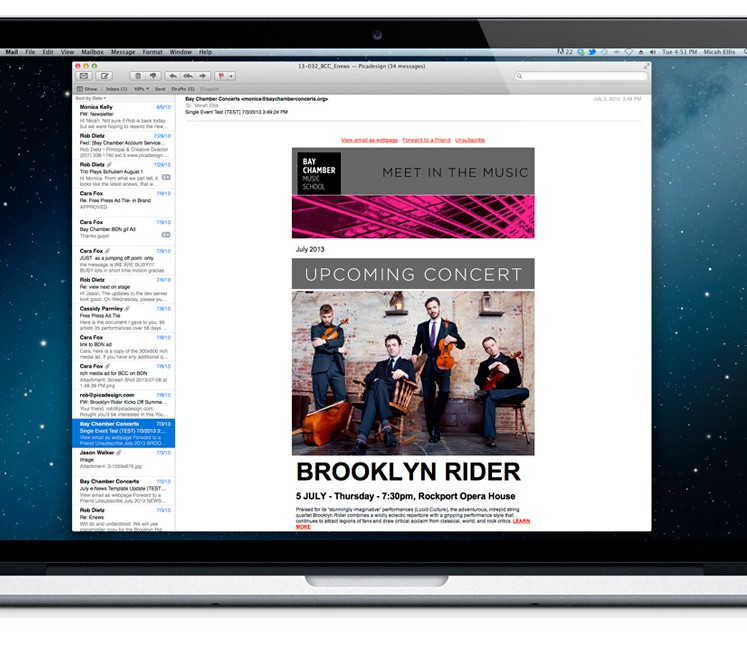 Mail File Edit View Mailbox Message Format Window Help
22
Tue 4:51 PM Micah Ellis
13-032_BCC_Enews — Picadesign (34 messages)
Show Inbox (1) VIPs Sent Drafts (5) Flagged
Sort by Date
Monica Kelly 8/6/13
FW: Newsletter
Hi Micah. Not sure if Rob is back today
but we were hoping to resend the new...
Rob Dietz 7/29/13
Fwd: [Bay Chamber Account Service...
Rob Dietz • Principal & Creative Director
(207) 306-1740 ext 5 www.picadesign...
Rob Dietz 7/29/13
Trio Plays Schubert August 1
Hi Monica. From what we can tell, it
looks like the latest enews, that w...
Cara Fox 7/9/13
Re: Free Press Ad Tile- in Brand
APPROVED
Cara Fox 7/9/13
Bay Chamber BDN gif Ad
Thanks guys!
Cara Fox 7/9/13
JUST as a jumping off point only
the message is WE ARE BUSY!!!!
BUSY lots in short time motion gracias
Rob Dietz 7/9/13
Re: view next on stage
Hi Jason, The updates to the dev server
look good. On Wednesday, please pu...
Cassidy Parmley 7/9/13
Free Press Ad Tile
Here is the document I gave to you. 99
artists 35 performances over 56 days...
Cara Fox 7/8/13
link to BDN ad
Cara, here is a copy of the 300x600 rich
media ad. If you have any additional q...
Cara Fox 7/8/13
rich media ad for BCC on BDN
Attachment: Screen Shot 2013-07-08 at
1.48.39 PM.png
rob@picadesign.com 7/8/13
FW: Brooklyn Rider Kicks Off Summe...
Your friend, rob@picadesign.com,
thought you'd be interested in this.You...
Bay Chamber Concerts 7/3/13
Single Event Test (TEST) 7/3/2013 3:...
View email as webpage Forward to a
Friend Unsubscribe July 2013 BROO...
Jason Walker 7/3/13
Image
Attachment: 3-1069x676.jpg
Bay Chamber Concerts 7/2/13
July e-News Template Update (TEST...
View email as webpage Forward to a
Friend Unsubscribe July 2013 NEWS...
Rob Dietz 7/2/13
Re: Enews
Will do and understood. We will use
placeholder copy for the Brooklyn Rid...
Bay Chamber Concerts <monica@baychamberconcerts.org> July 3, 2013 3:49 PM
To: Micah Ellis
Single Event Test (TEST) 7/3/2013 3:49:24 PM
View email as webpage Forward to a Friend Unsubscribe
BAY
CHAMBER
MUSIC
SCHOOL
MEET IN THE MUSIC
July 2013
UPCOMING CONCERT
BROOKLYN RIDER
5 JULY - Thursday - 7:30pm, Rockport Opera House
Praised for its "stunningly imaginative" performances (Lucid Culture), the adventurous, intrepid string
quartet Brooklyn Rider combines a wildly eclectic repertoire with a gripping performance style that
continues to attract legions of fans and draw critical acclaim from classical, world, and rock critics. LEARN
MORE